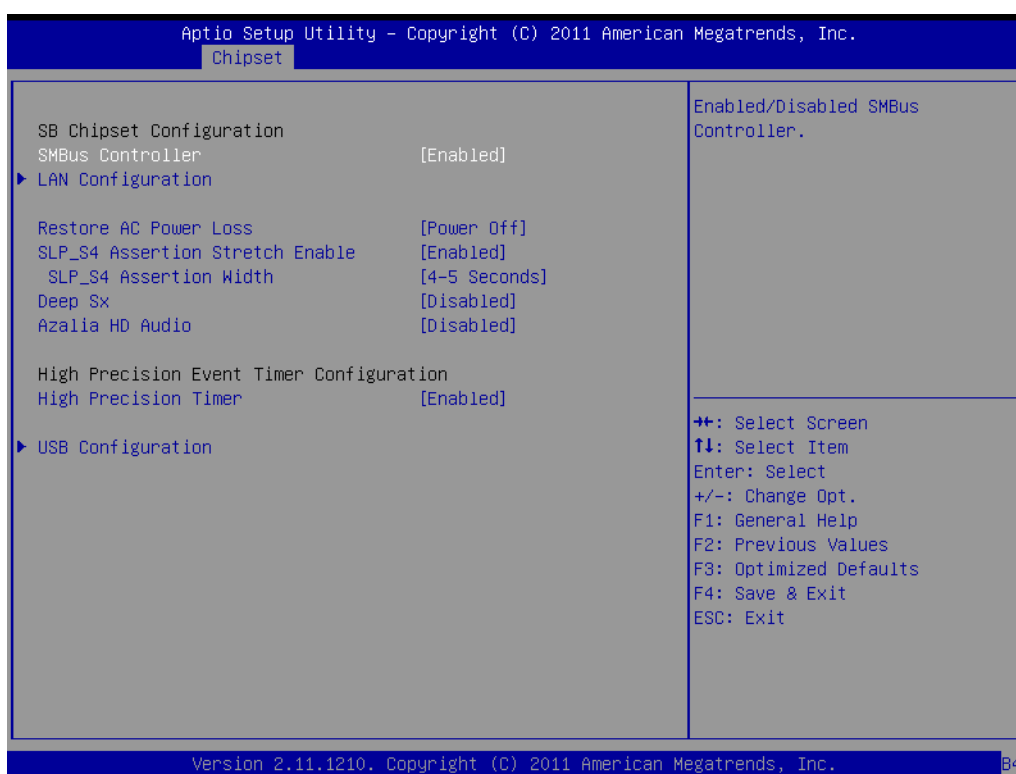 Aptio Setup Utility – Copyright (C) 2011 American Megatrends, Inc.
Chipset
SB Chipset Configuration
SMBus Controller [Enabled]
► LAN Configuration
Restore AC Power Loss [Power Off]
SLP_S4 Assertion Stretch Enable [Enabled]
SLP_S4 Assertion Width [4-5 Seconds]
Deep Sx [Disabled]
Azalia HD Audio [Disabled]
High Precision Event Timer Configuration
High Precision Timer [Enabled]
► USB Configuration
Enabled/Disabled SMBus
Controller.
→←: Select Screen
↑↓: Select Item
Enter: Select
+/-: Change Opt.
F1: General Help
F2: Previous Values
F3: Optimized Defaults
F4: Save & Exit
ESC: Exit
Version 2.11.1210. Copyright (C) 2011 American Megatrends, Inc.